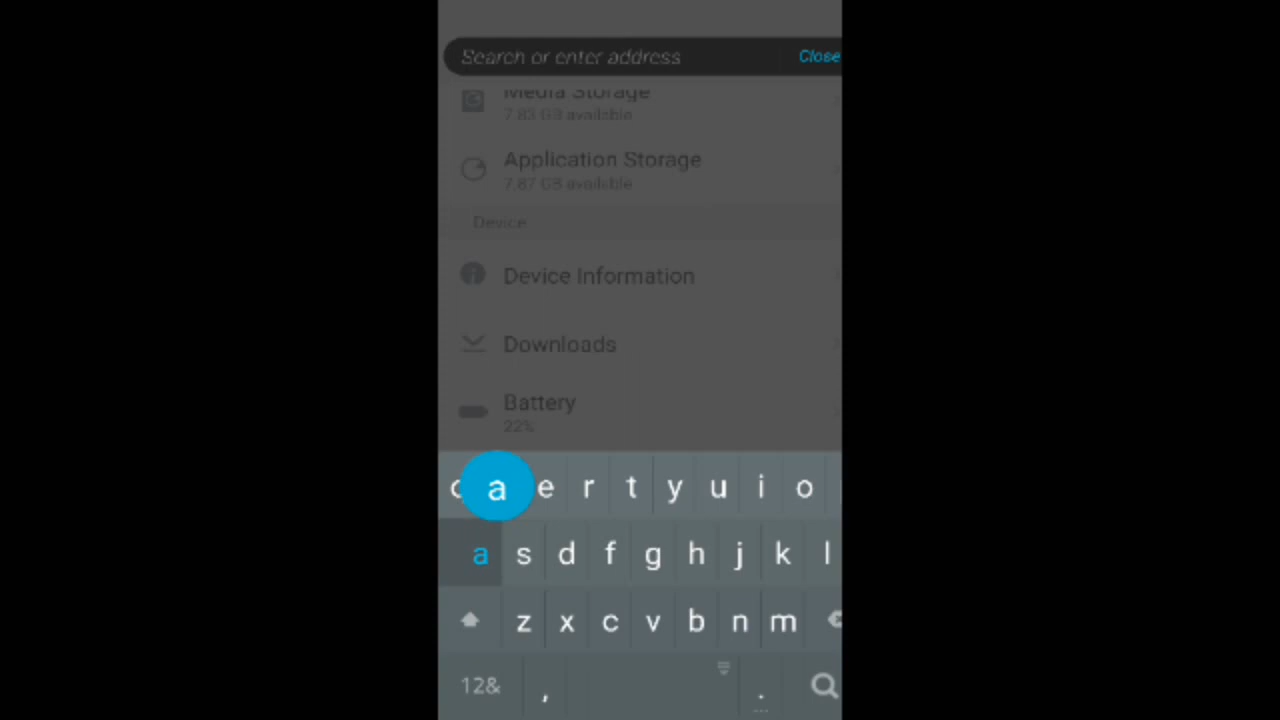 Search or enter address Close
Media Storage
7.83 GB available
Application Storage
7.87 GB available
Device
Device Information
Downloads
Battery
22%
a e r t y u i o
a s d f g h j k l
z x c v b n m
12& , .